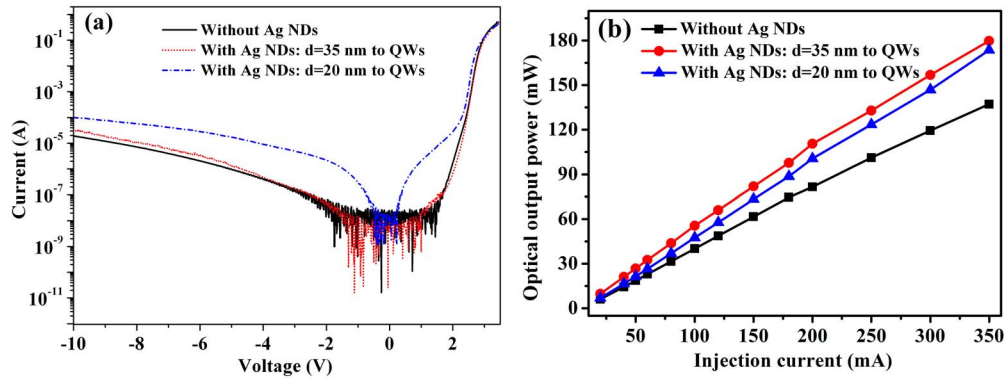 (a)
Without Ag NDs
With Ag NDs: d=35 nm to QWs
With Ag NDs: d=20 nm to QWs
10⁻¹
10⁻³
10⁻⁵
10⁻⁷
10⁻⁹
10⁻¹¹
Current (A)
-10 -8 -6 -4 -2 0 2
Voltage (V)
(b)
Without Ag NDs
With Ag NDs: d=35 nm to QWs
With Ag NDs: d=20 nm to QWs
180
150
120
90
60
30
0
Optical output power (mW)
50 100 150 200 250 300 350
Injection current (mA)